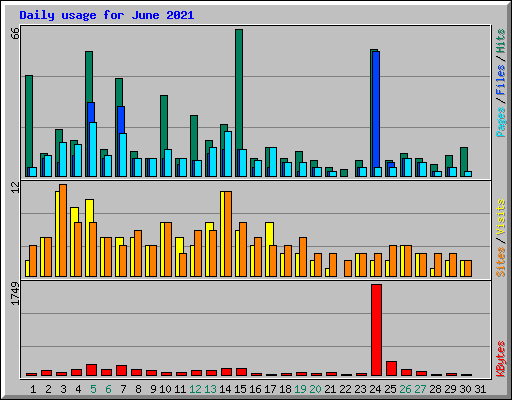 Daily usage for June 2021
66
Pages / Files / Hits
12
Sites / Visits
1749
KBytes
1 2 3 4 5 6 7 8 9 10 11 12 13 14 15 16 17 18 19 20 21 22 23 24 25 26 27 28 29 30 31